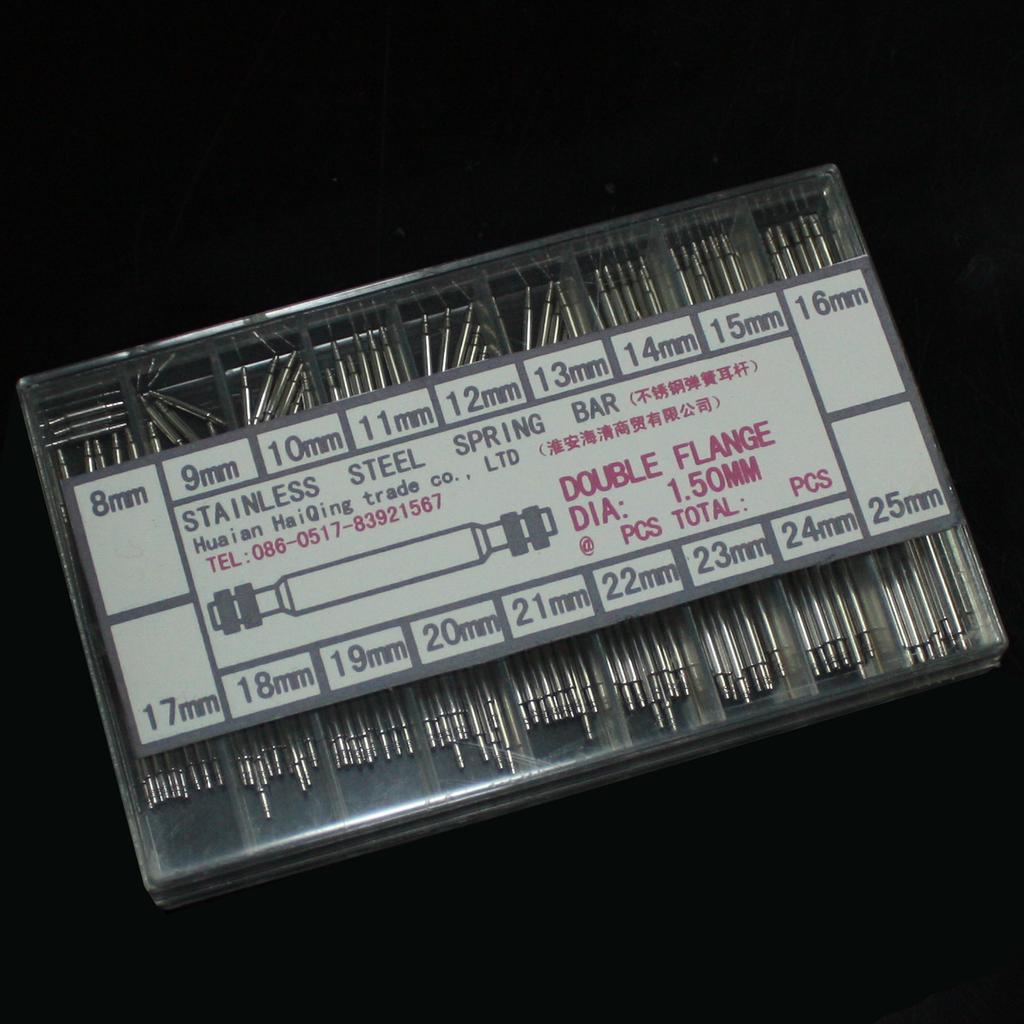 8mm 9mm 10mm 11mm 12mm 13mm 14mm 15mm 16mm
STAINLESS STEEL SPRING BAR (不锈钢弹簧耳杆)
Huaian HaiQing trade co., LTD (淮安海清商贸有限公司)
TEL:086-0517-83921567
DOUBLE FLANGE
DIA: 1.50MM
@ PCS TOTAL: PCS
17mm 18mm 19mm 20mm 21mm 22mm 23mm 24mm 25mm